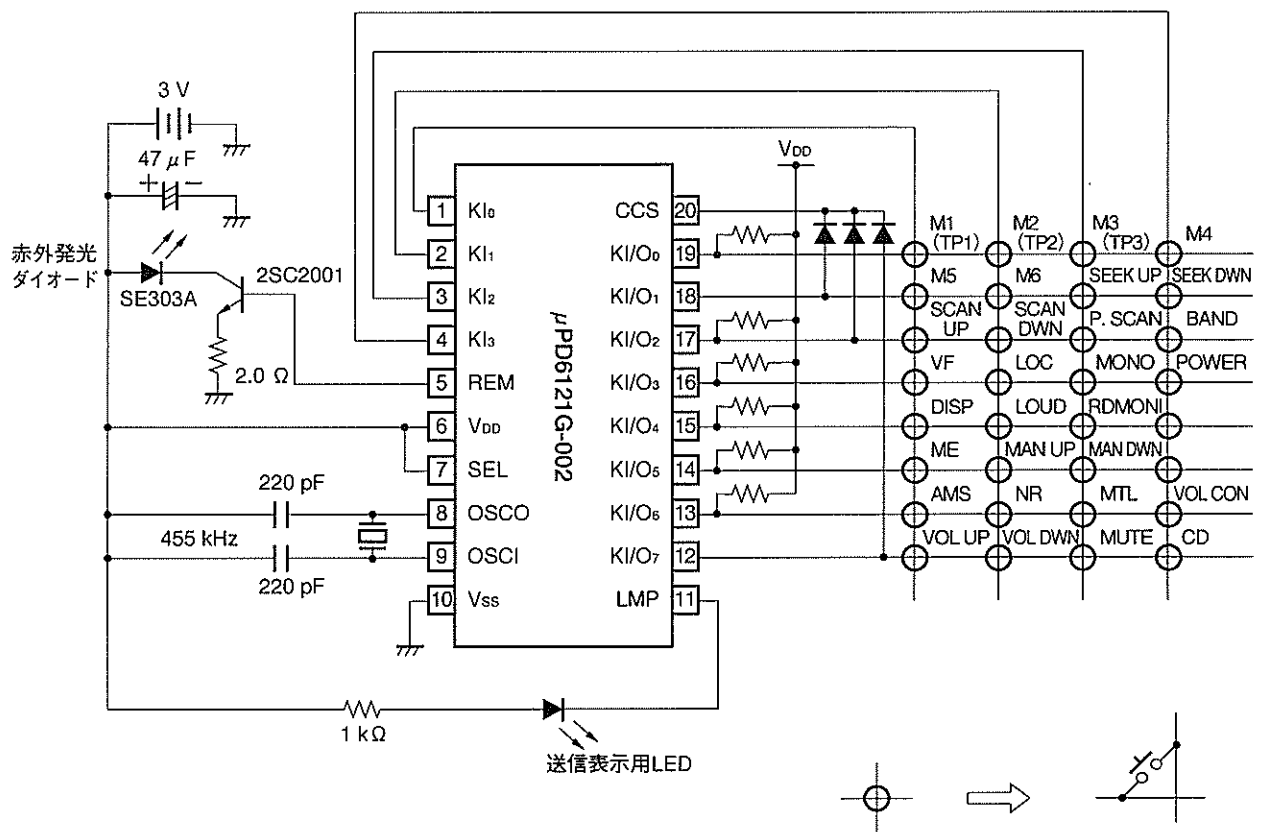 3 V
47 μF
+ −
赤外発光
ダイオード
SE303A
2SC2001
2.0 Ω
220 pF
455 kHz
220 pF
1 kΩ
送信表示用LED
μPD6121G-002
1 KI0
2 KI1
3 KI2
4 KI3
5 REM
6 VDD
7 SEL
8 OSCO
9 OSCI
10 VSS
CCS 20
KI/O0 19
KI/O1 18
KI/O2 17
KI/O3 16
KI/O4 15
KI/O5 14
KI/O6 13
KI/O7 12
LMP 11
VDD
M1 (TP1) M2 (TP2) M3 (TP3) M4
M5 M6 SEEK UP SEEK DWN
SCAN UP SCAN DWN P. SCAN BAND
VF LOC MONO POWER
DISP LOUD RDMONI
ME MAN UP MAN DWN
AMS NR MTL VOL CON
VOL UP VOL DWN MUTE CD